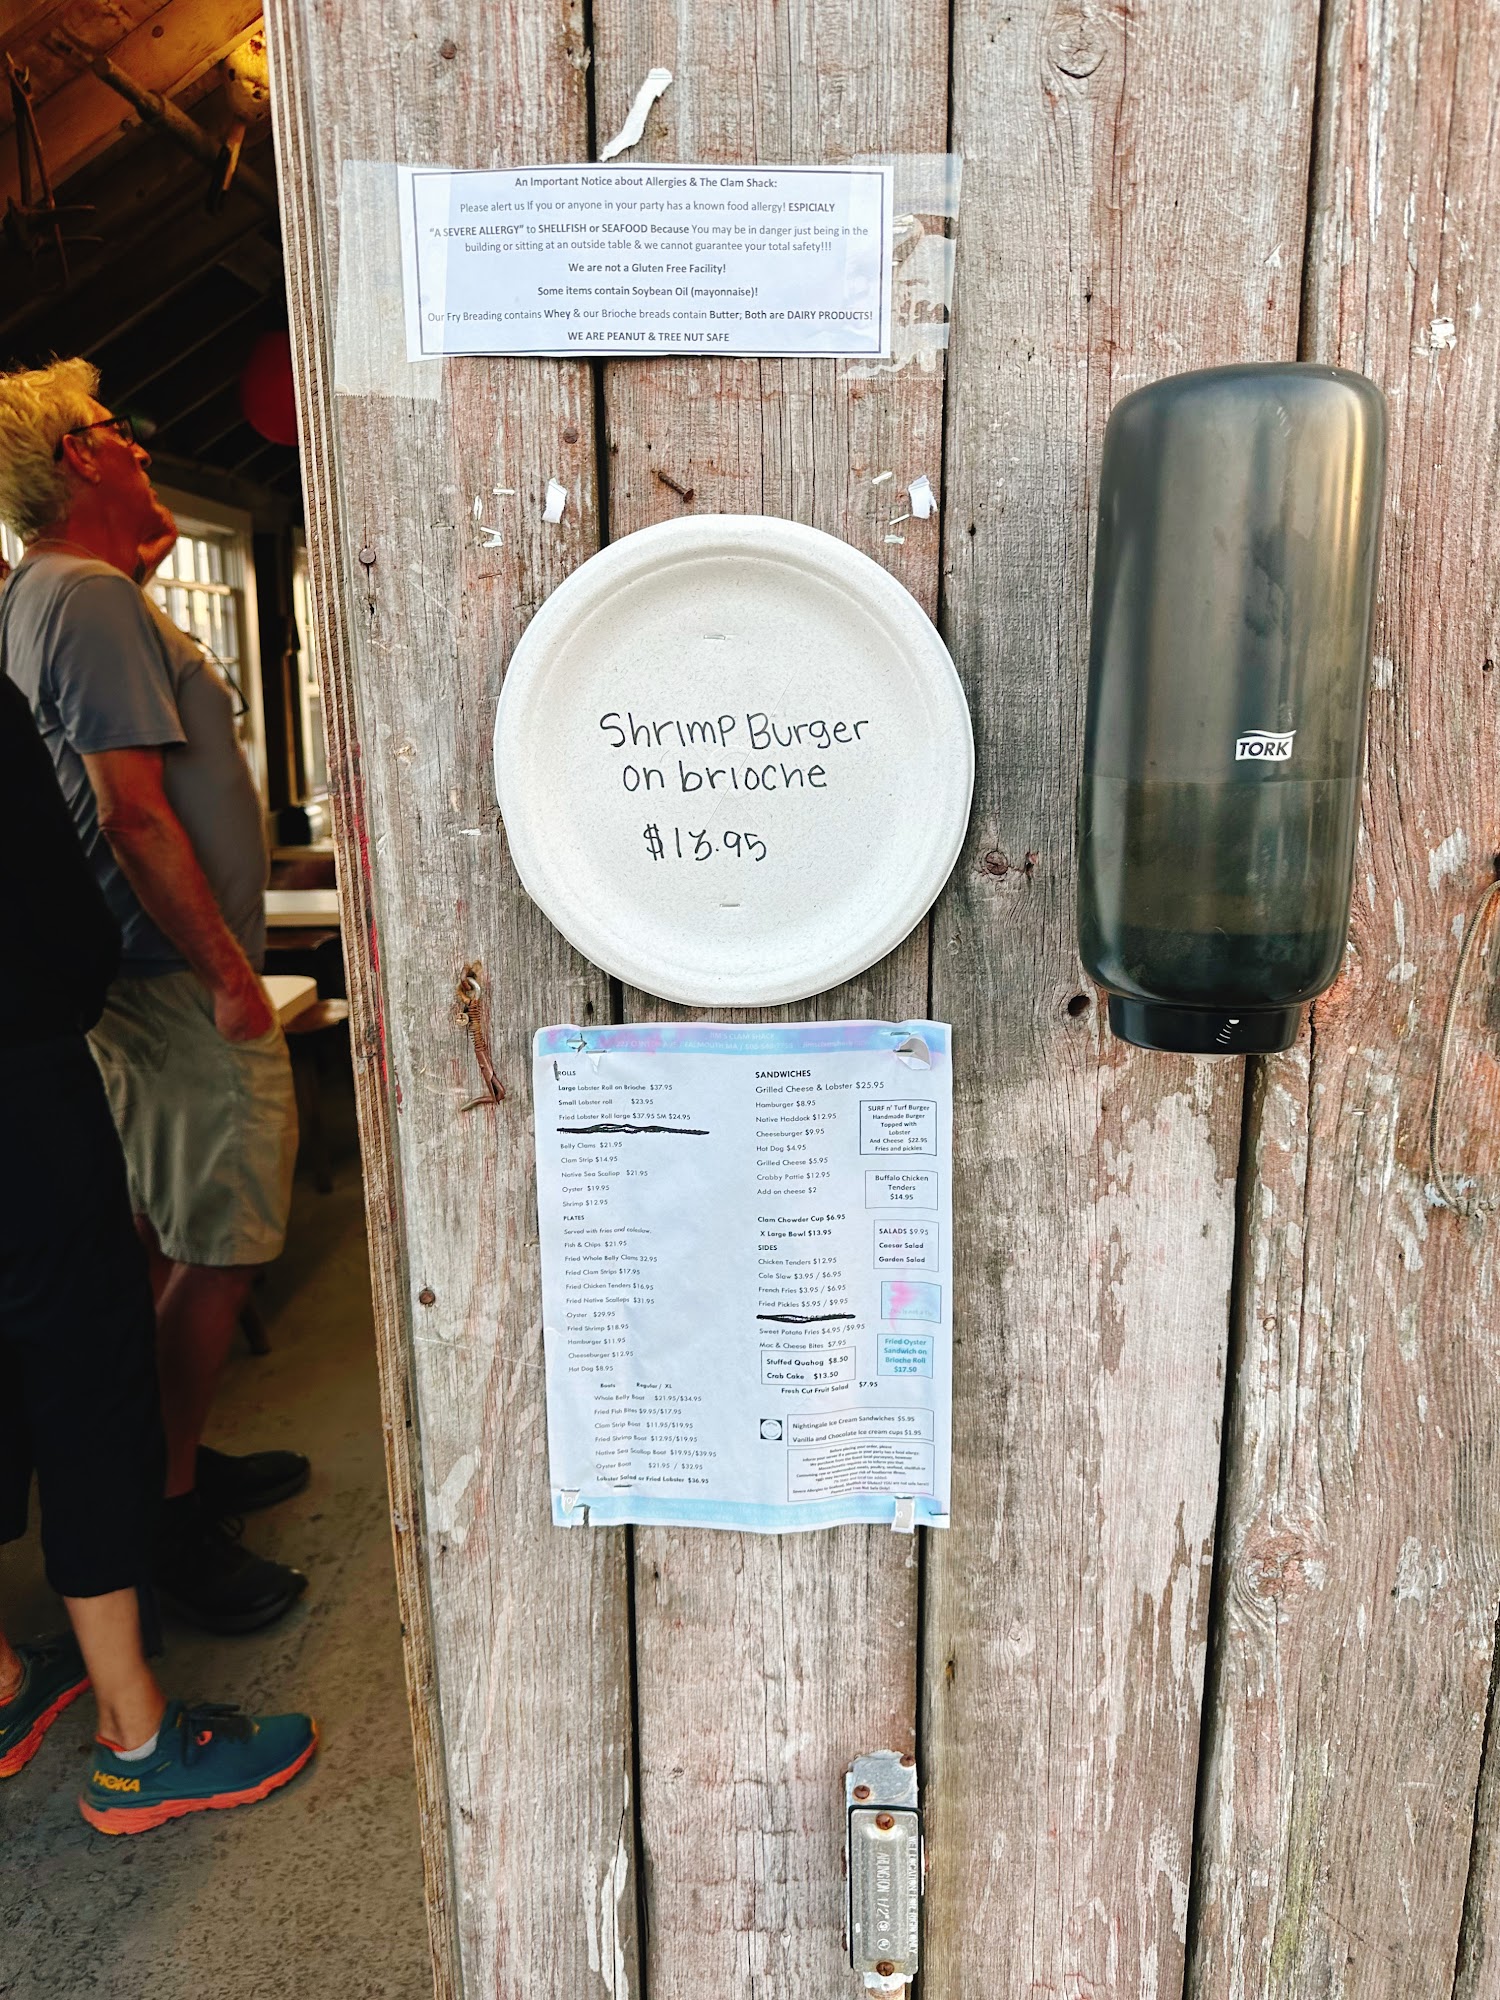 An Important Notice about Allergies & The Clam Shack:
Please alert us If you or anyone in your party has a known food allergy! ESPICIALY
"A SEVERE ALLERGY" to SHELLFISH or SEAFOOD Because You may be in danger just being in the
building or sitting at an outside table & we cannot guarantee your total safety!!!
We are not a Gluten Free Facility!
Some items contain Soybean Oil (mayonnaise)!
Our Fry Breading contains Whey & our Brioche breads contain Butter; Both are DAIRY PRODUCTS!
WE ARE PEANUT & TREE NUT SAFE
Shrimp Burger
on brioche
$13.95
TORK
ROLLS
Large Lobster Roll on Brioche $37.95
Small Lobster roll $23.95
Fried Lobster Roll large $37.95 SM $24.95
Belly Clams $21.95
Clam Strip $14.95
Native Sea Scallop $21.95
Oyster $19.95
Shrimp $12.95
PLATES
Served with fries and coleslaw.
Fish & Chips $21.95
Fried Whole Belly Clams 32.95
Fried Clam Strips $17.95
Fried Chicken Tenders $16.95
Fried Native Scallops $31.95
Oyster $29.95
Fried Shrimp $18.95
Hamburger $11.95
Cheeseburger $12.95
Hot Dog $8.95
Boats Regular / XL
Whole Belly Boat $21.95/$34.95
Fried Fish Bites $9.95/$17.95
Clam Strip Boat $11.95/$19.95
Fried Shrimp Boat $12.95/$19.95
Native Sea Scallop Boat $19.95/$39.95
Oyster Boat $21.95 / $32.95
Lobster Salad or Fried Lobster $36.95
SANDWICHES
Grilled Cheese & Lobster $25.95
Hamburger $8.95
Native Haddock $12.95
Cheeseburger $9.95
Hot Dog $4.95
Grilled Cheese $5.95
Crabby Pattie $12.95
Add on cheese $2
Clam Chowder Cup $6.95
X Large Bowl $13.95
SIDES
Chicken Tenders $12.95
Cole Slaw $3.95 / $6.95
French Fries $3.95 / $6.95
Fried Pickles $5.95 / $9.95
Sweet Potato Fries $4.95 /$9.95
Mac & Cheese Bites $7.95
Stuffed Quahog $8.50
Crab Cake $13.50
Fresh Cut Fruit Salad $7.95
SURF n' Turf Burger
Handmade Burger
Topped with
Lobster
And Cheese $22.95
Fries and pickles
Buffalo Chicken
Tenders
$14.95
SALADS $9.95
Caesar Salad
Garden Salad
Fried Oyster
Sandwich on
Brioche Roll
$17.50
Nightingale Ice Cream Sandwiches $5.95
Vanilla and Chocolate Ice cream cups $1.95
Before placing your order, please
HOKA
ARLINGTON 1/2"